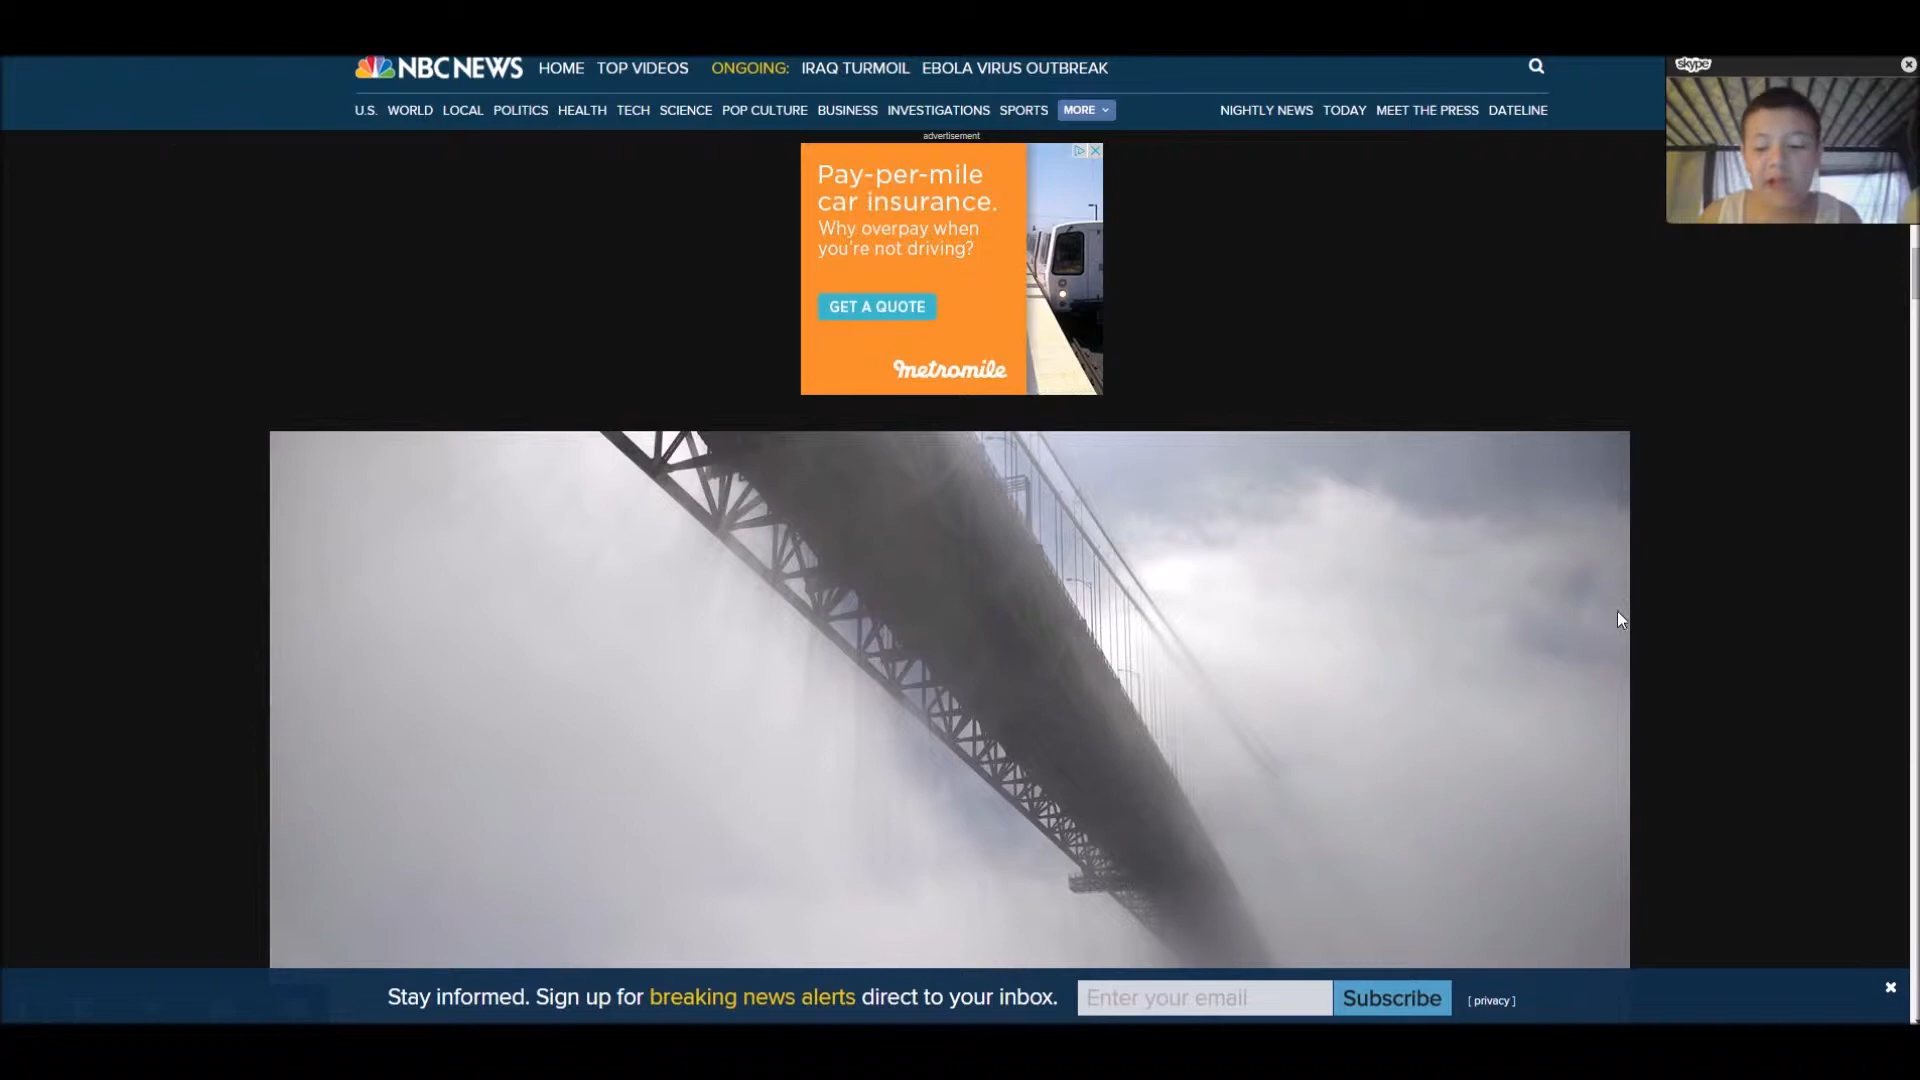 NBC NEWS HOME TOP VIDEOS ONGOING: IRAQ TURMOIL EBOLA VIRUS OUTBREAK
skype
U.S. WORLD LOCAL POLITICS HEALTH TECH SCIENCE POP CULTURE BUSINESS INVESTIGATIONS SPORTS MORE NIGHTLY NEWS TODAY MEET THE PRESS DATELINE
advertisement
Pay-per-mile
car insurance.
Why overpay when
you're not driving?
GET A QUOTE
metromile
Stay informed. Sign up for breaking news alerts direct to your inbox. Enter your email Subscribe [ privacy ]